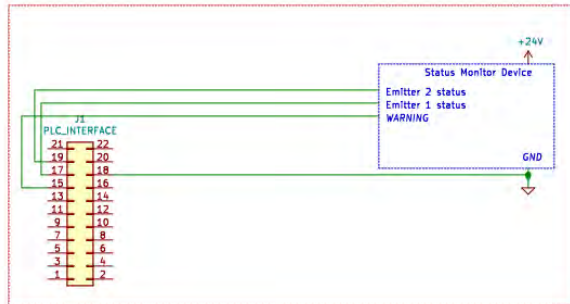 +24V
Status Monitor Device
Emitter 2 status
Emitter 1 status
WARNING
GND
J1
PLC_INTERFACE
21 22
19 20
17 18
15 16
13 14
11 12
9 10
7 8
5 6
3 4
1 2